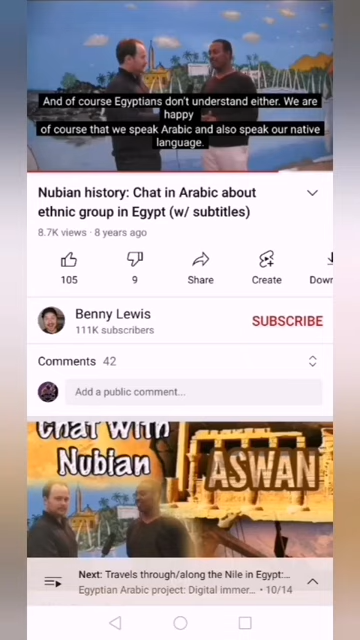 And of course Egyptians don't understand either. We are
happy
of course that we speak Arabic and also speak our native
language.
Nubian history: Chat in Arabic about
ethnic group in Egypt (w/ subtitles)
8.7K views · 8 years ago
105
9
Share
Create
Down
Benny Lewis
111K subscribers
SUBSCRIBE
Comments 42
Add a public comment...
Chat with
Nubian
ASWAN
Next: Travels through/along the Nile in Egypt:...
Egyptian Arabic project: Digital immer... • 10/14